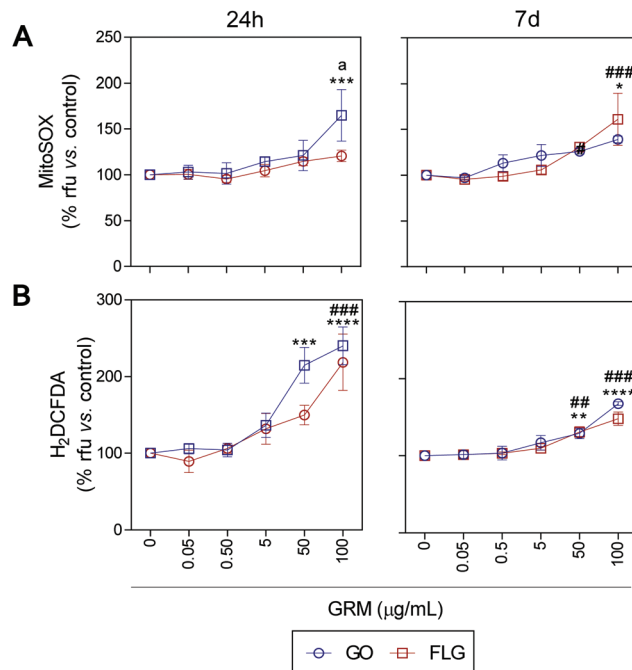 24h 7d
A
MitoSOX
(% rfu vs. control)
250
200
150
100
50
0
a
***
###
*
#
B
H₂DCFDA
(% rfu vs. control)
300
200
100
0
***
###
****
##
**
###
****
0 0.05 0.50 5 50 100
0 0.05 0.5 5 50 100
GRM (µg/mL)
GO FLG